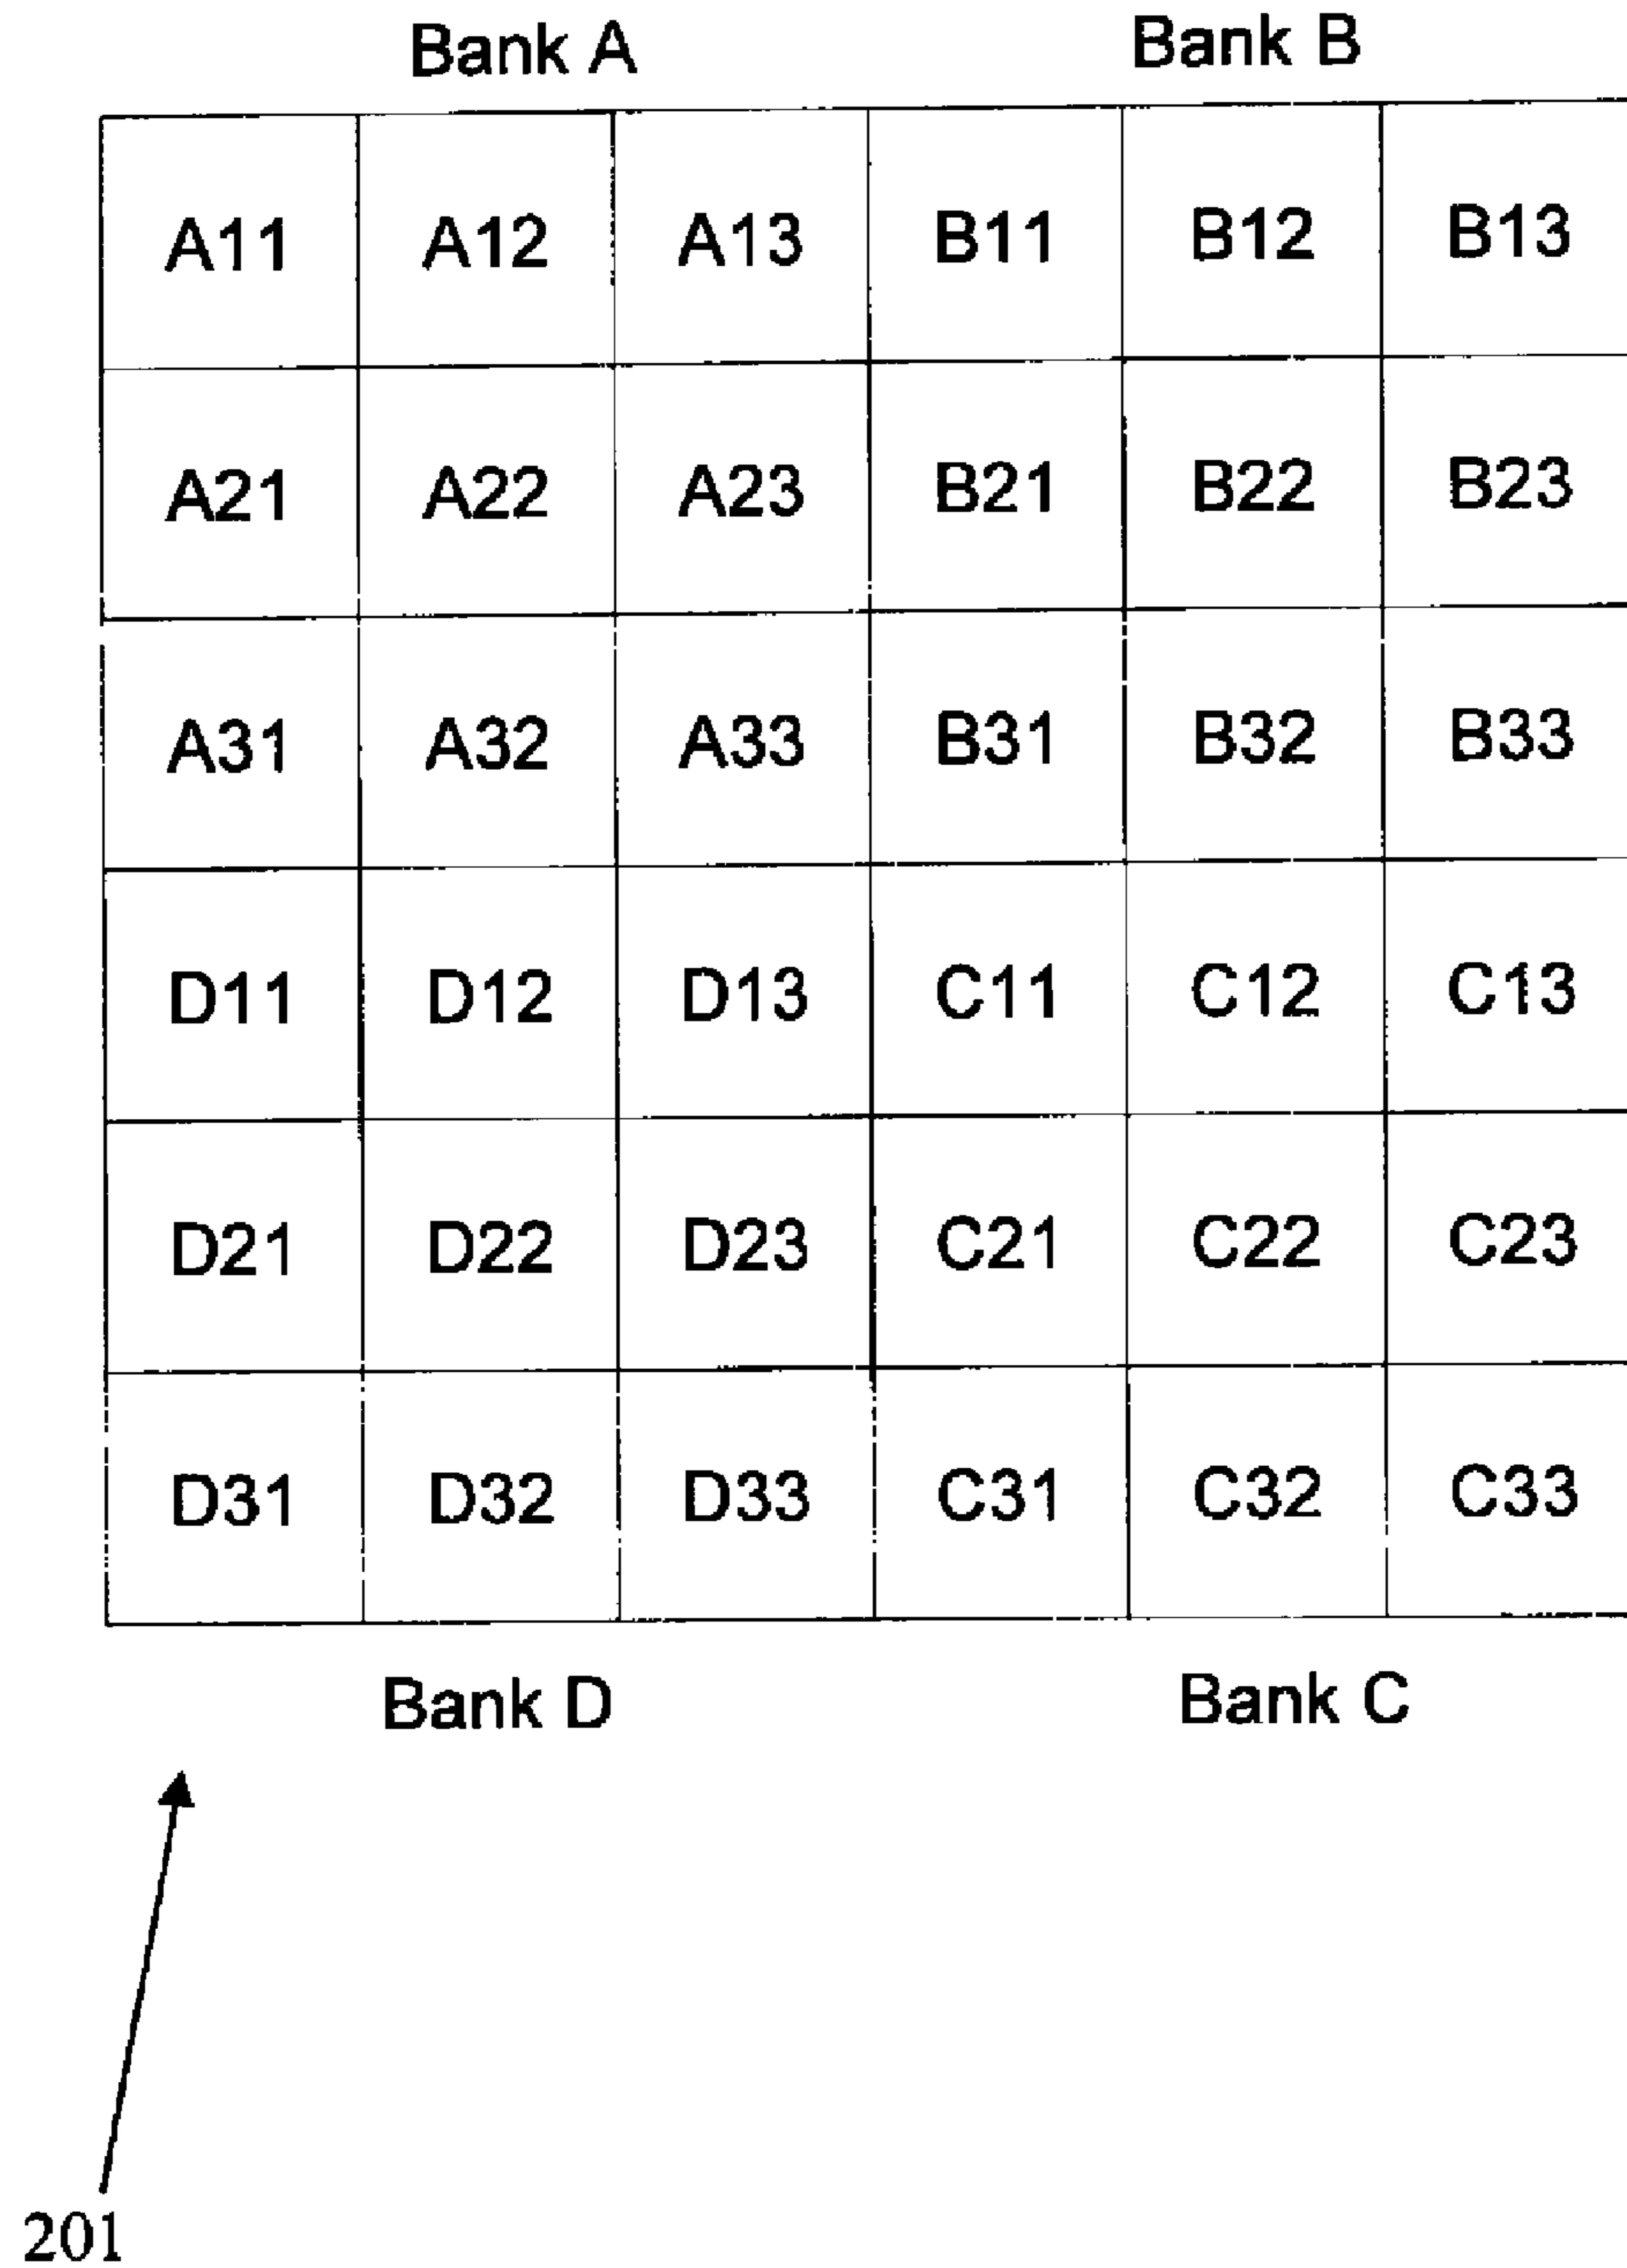 Bank A Bank B
A11 A12 A13 B11 B12 B13
A21 A22 A23 B21 B22 B23
A31 A32 A33 B31 B32 B33
D11 D12 D13 C11 C12 C13
D21 D22 D23 C21 C22 C23
D31 D32 D33 C31 C32 C33
Bank D Bank C
201